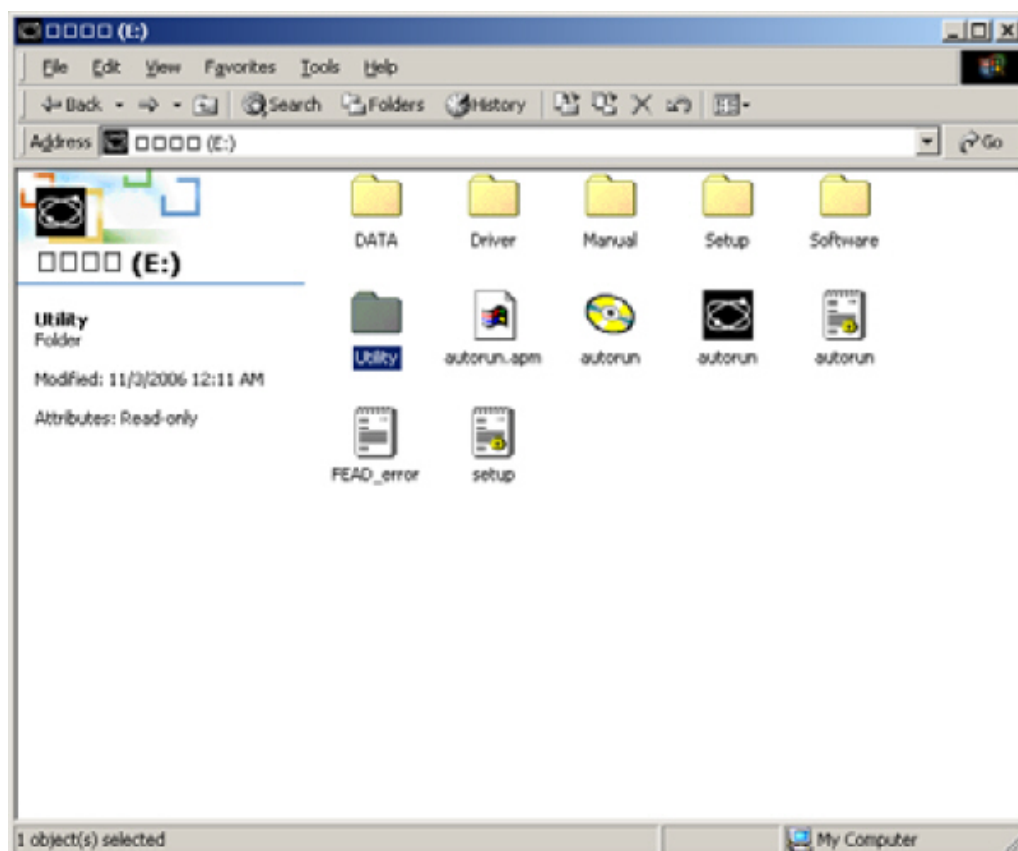 □□□□ (E:)
File Edit View Favorites Tools Help
Back Search Folders History
Address □□□□ (E:) Go
□□□□ (E:)
Utility
Folder
Modified: 11/3/2006 12:11 AM
Attributes: Read-only
DATA Driver Manual Setup Software
Utility autorun.apm autorun autorun autorun
FEAD_error setup
1 object(s) selected My Computer